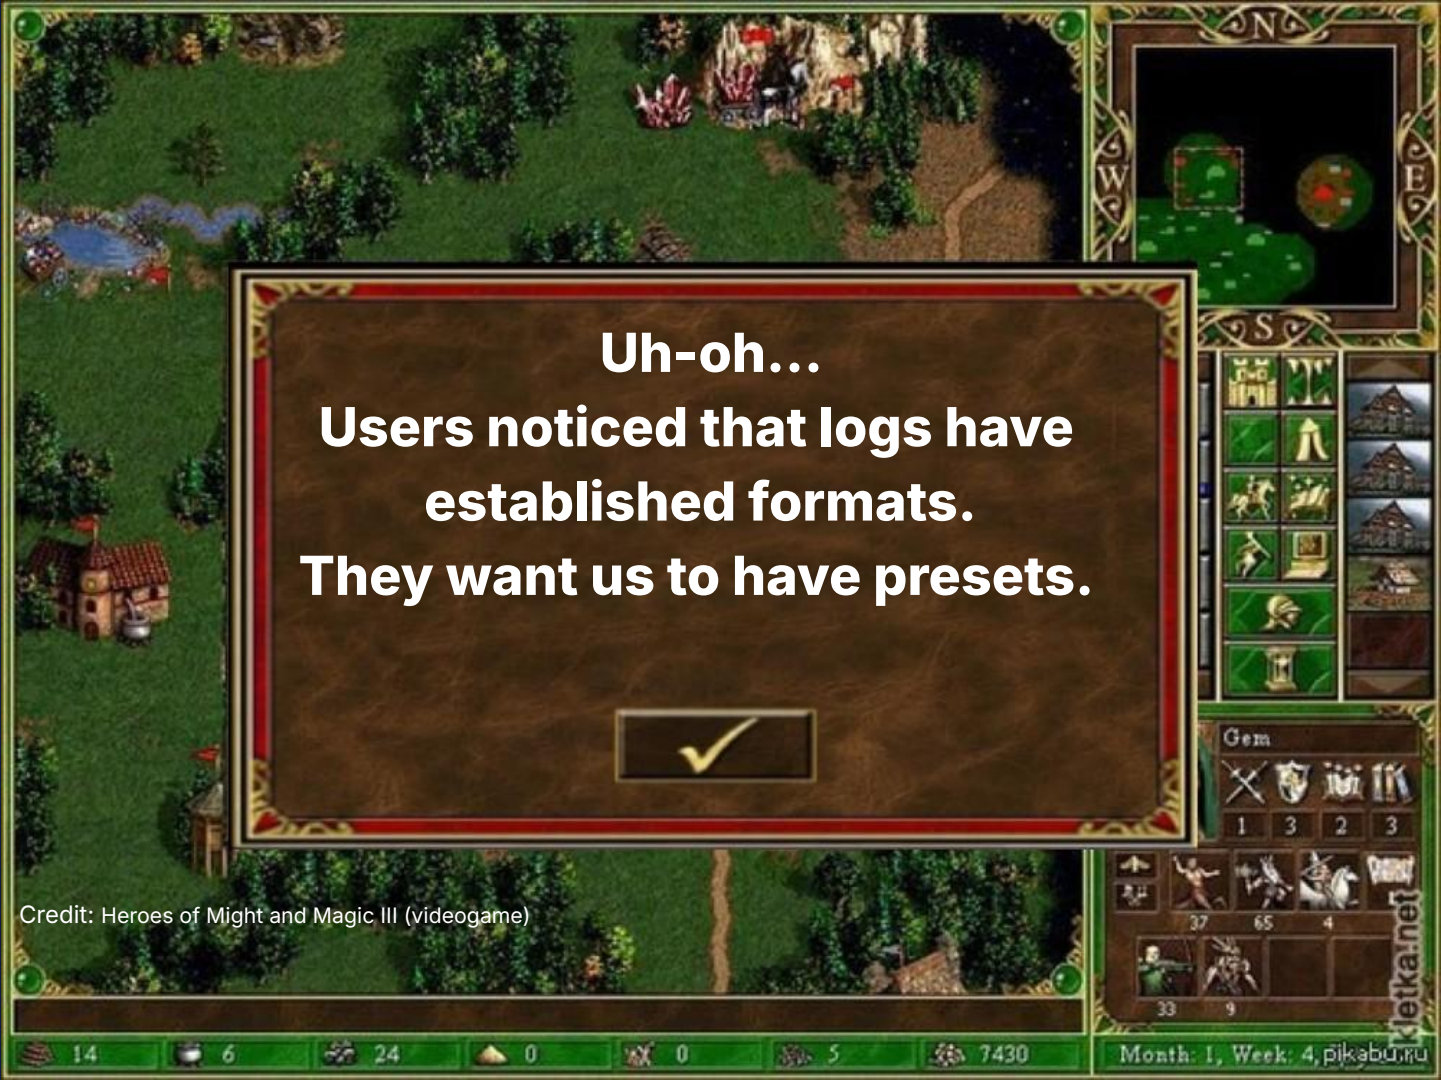 N
W
E
S
Uh-oh...
Users noticed that logs have
established formats.
They want us to have presets.
Gem
1 3 2 3
37 65 4
33 9
Credit: Heroes of Might and Magic III (videogame)
kletka.net
14 6 24 0 0 5 7430
Month: 1, Week: 4,
pikabu.ru